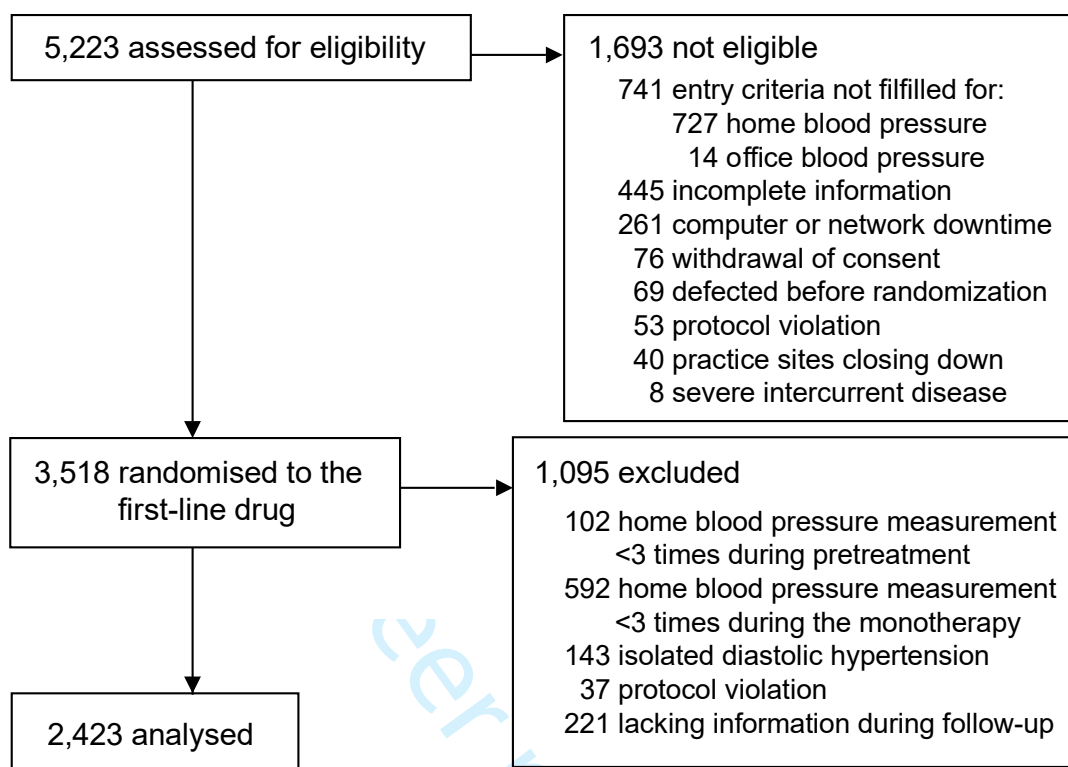 5,223 assessed for eligibility
1,693 not eligible
741 entry criteria not filfilled for:
727 home blood pressure
14 office blood pressure
445 incomplete information
261 computer or network downtime
76 withdrawal of consent
69 defected before randomization
53 protocol violation
40 practice sites closing down
8 severe intercurrent disease
3,518 randomised to the
first-line drug
1,095 excluded
102 home blood pressure measurement
<3 times during pretreatment
592 home blood pressure measurement
<3 times during the monotherapy
143 isolated diastolic hypertension
37 protocol violation
221 lacking information during follow-up
2,423 analysed